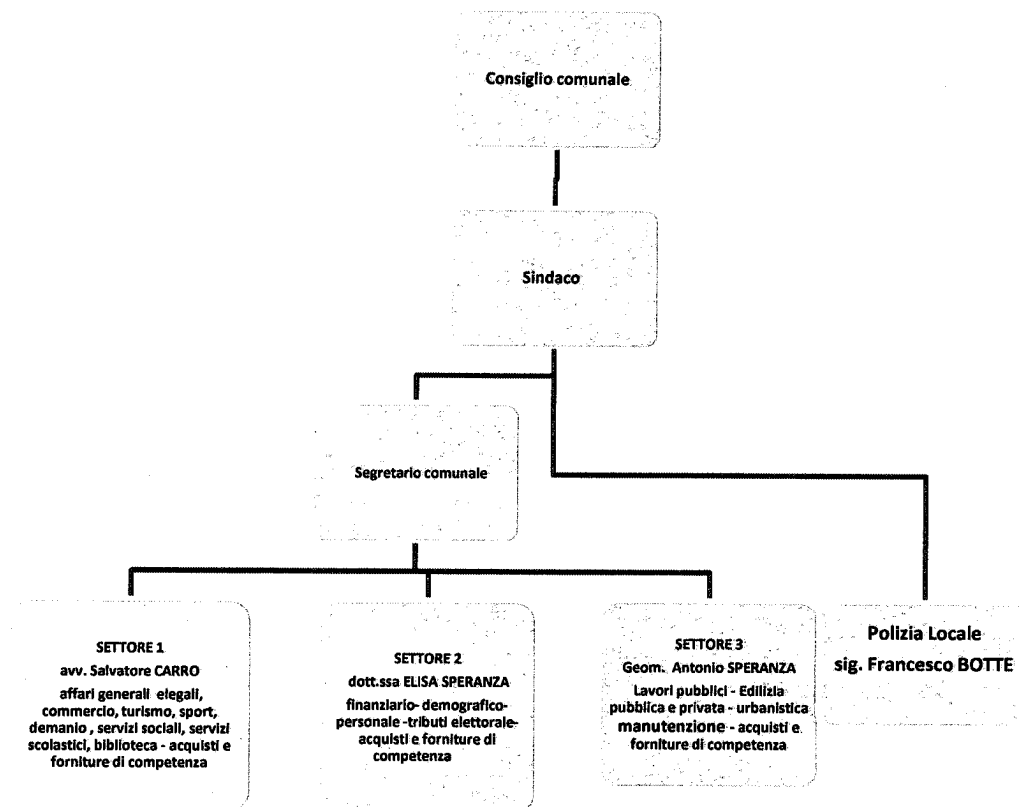 Consiglio comunale
Sindaco
Segretario comunale
SETTORE 1
avv. Salvatore CARRO
affari generali elegali,
commercio, turismo, sport,
demanio , servizi sociali, servizi
scolastici, biblioteca - acquisti e
forniture di competenza
SETTORE 2
dott.ssa ELISA SPERANZA
finanziario- demografico-
personale -tributi elettorale-
acquisti e forniture di
competenza
SETTORE 3
Geom. Antonio SPERANZA
Lavori pubblici - Edilizia
pubblica e privata - urbanistica
manutenzione - acquisti e
forniture di competenza
Polizia Locale
sig. Francesco BOTTE